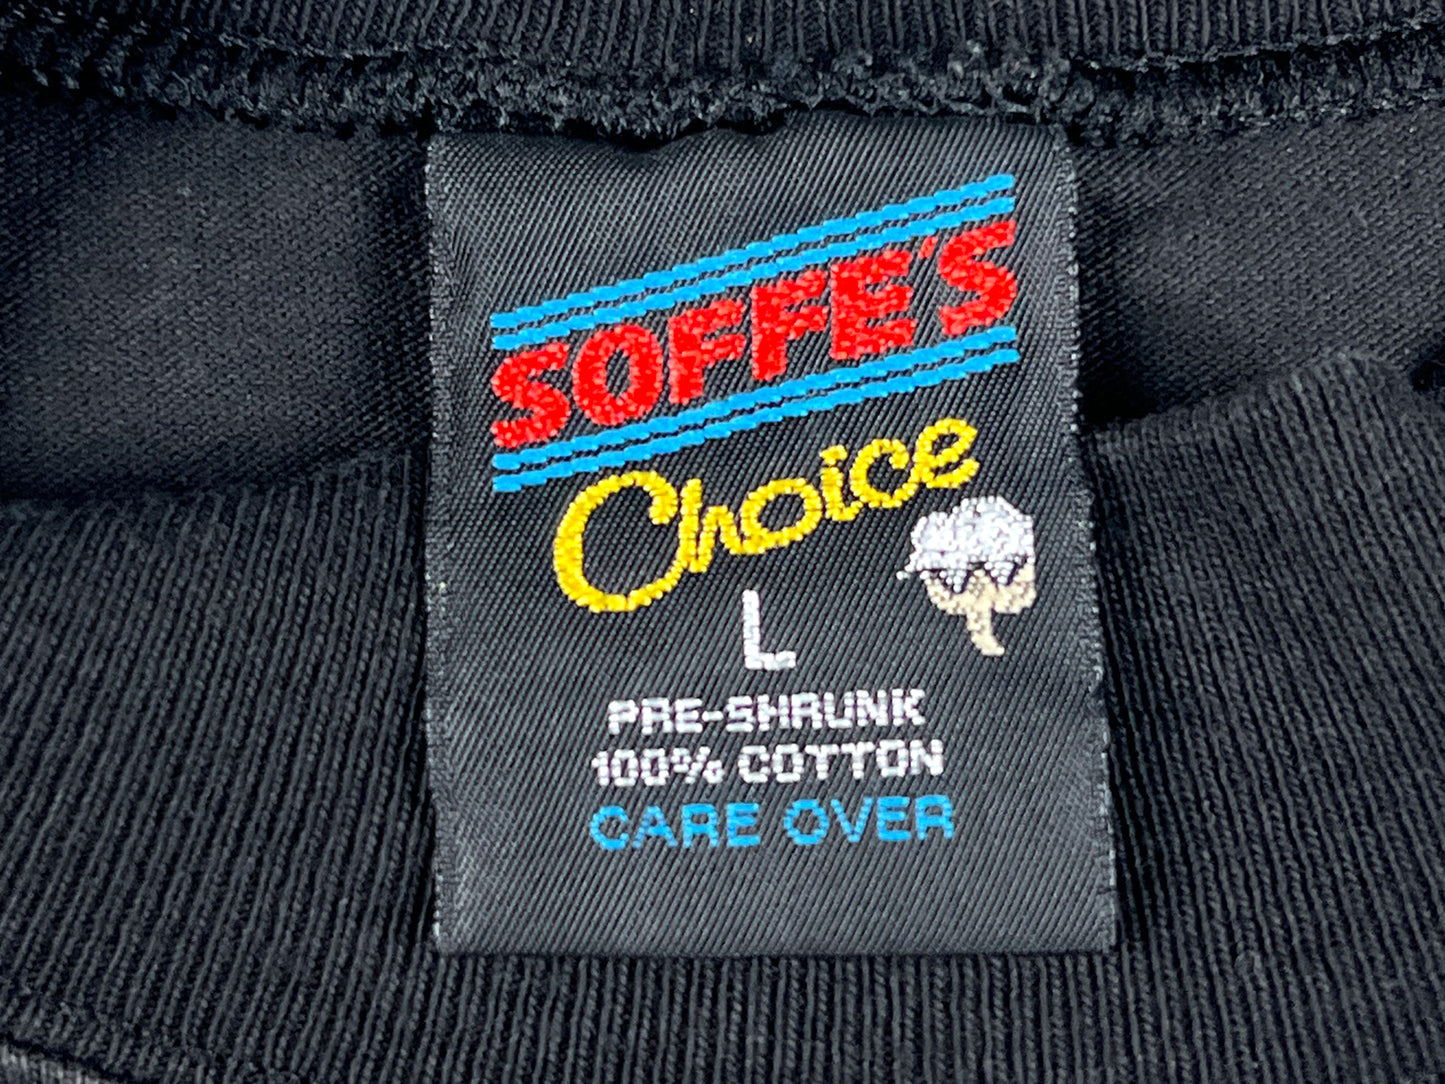 SOFFE'S
Choice
L
PRE-SHRUNK
100% COTTON
CARE OVER